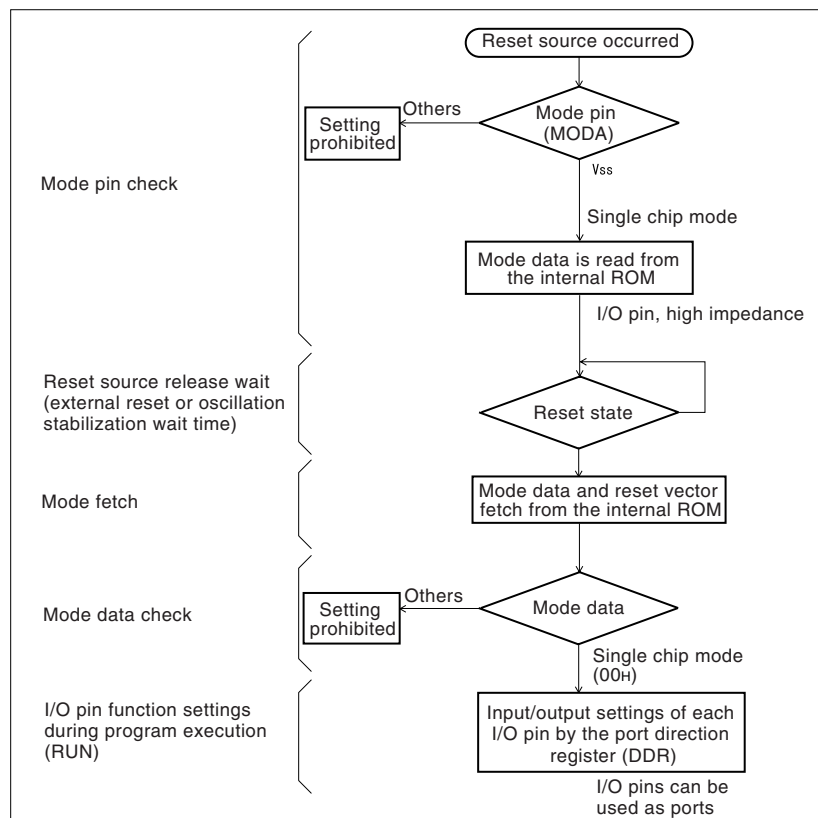 Reset source occurred
Mode pin
(MODA)
Others
Setting
prohibited
Vss
Mode pin check
Single chip mode
Mode data is read from
the internal ROM
I/O pin, high impedance
Reset source release wait
(external reset or oscillation
stabilization wait time)
Reset state
Mode fetch
Mode data and reset vector
fetch from the internal ROM
Mode data check
Others
Setting
prohibited
Mode data
Single chip mode
(00H)
I/O pin function settings
during program execution
(RUN)
Input/output settings of each
I/O pin by the port direction
register (DDR)
I/O pins can be
used as ports